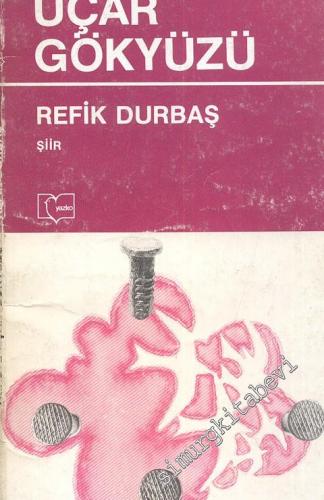 UÇAR
GÖKYÜZÜ
REFİK DURBAŞ
ŞİİR
yazko
simurgkitabevi